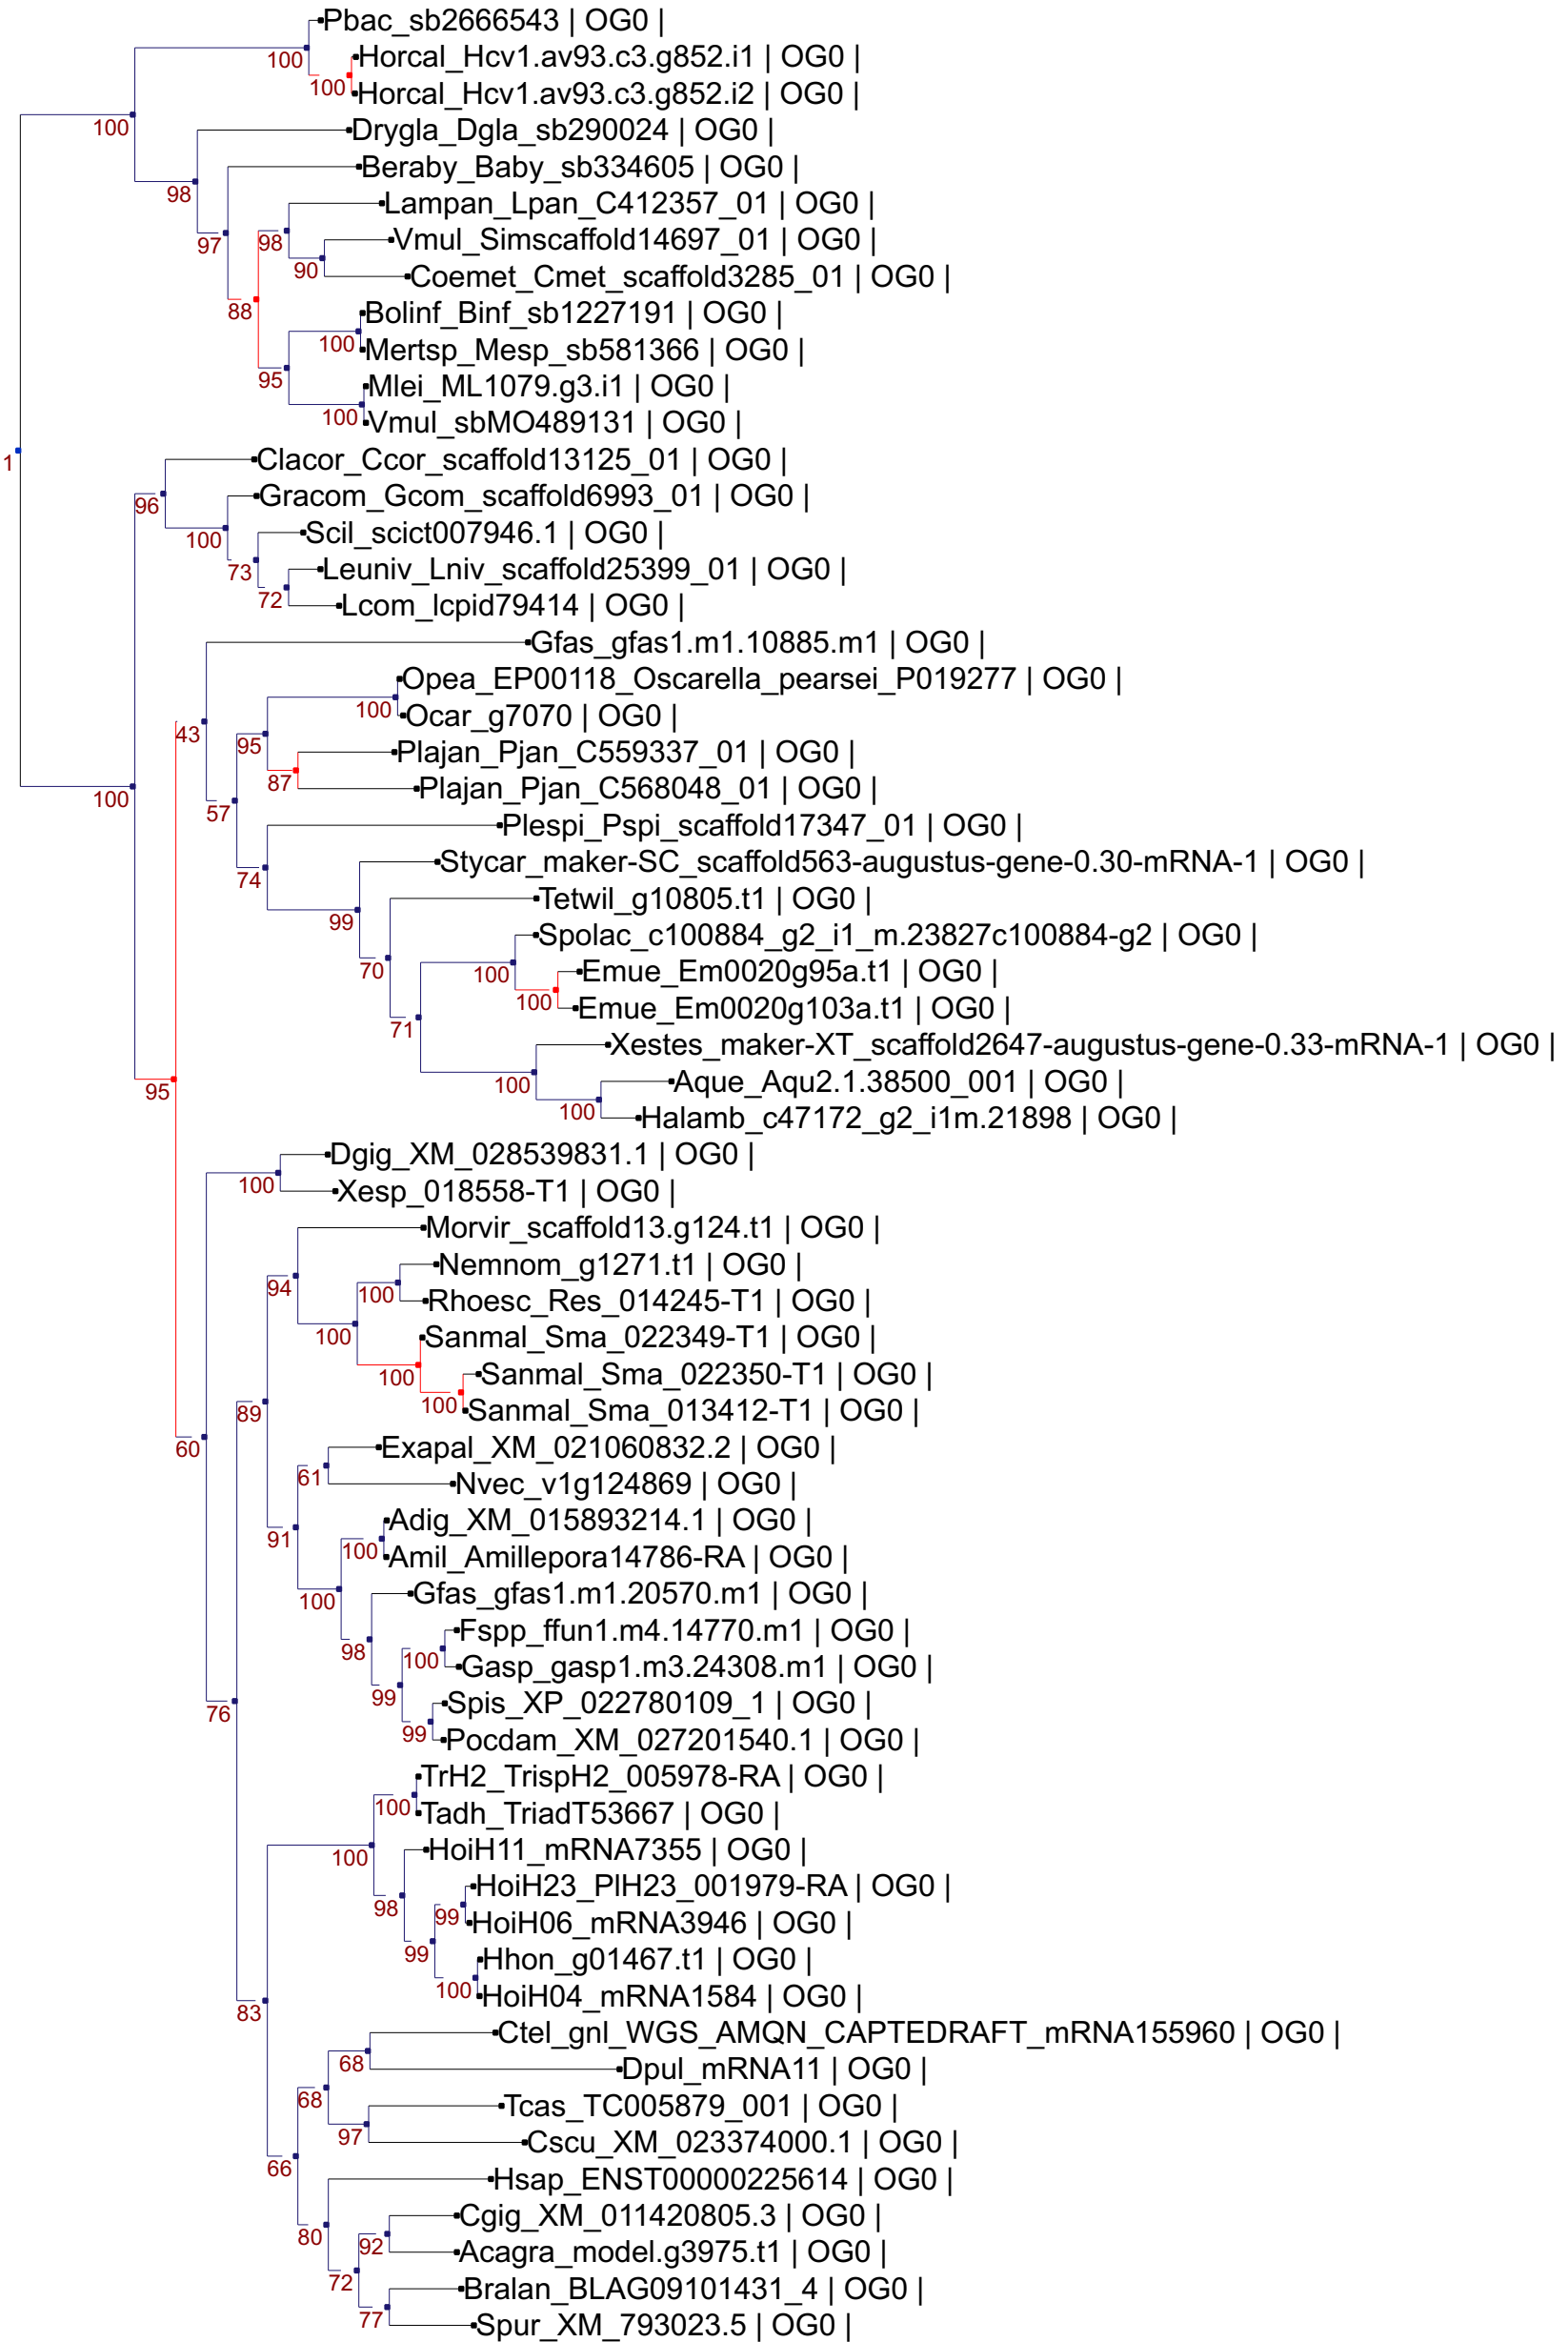 Pbac_sb2666543 | OG0 |
100
Horcal_Hcv1.av93.c3.g852.i1 | OG0 |
100
Horcal_Hcv1.av93.c3.g852.i2 | OG0 |
100
Drygla_Dgla_sb290024 | OG0 |
Beraby_Baby_sb334605 | OG0 |
98
Lampan_Lpan_C412357_01 | OG0 |
97
98
Vmul_Simscaffold14697_01 | OG0 |
90
Coemet_Cmet_scaffold3285_01 | OG0 |
88
Bolinf_Binf_sb1227191 | OG0 |
100
Mertsp_Mesp_sb581366 | OG0 |
95
Mlei_ML1079.g3.i1 | OG0 |
100
Vmul_sbMO489131 | OG0 |
1
Clacor_Ccor_scaffold13125_01 | OG0 |
96
Gracom_Gcom_scaffold6993_01 | OG0 |
100
Scil_scict007946.1 | OG0 |
73
Leuniv_Lniv_scaffold25399_01 | OG0 |
72
Lcom_lcpid79414 | OG0 |
Gfas_gfas1.m1.10885.m1 | OG0 |
Opea_EP00118_Oscarella_pearsei_P019277 | OG0 |
100
Ocar_g7070 | OG0 |
43
95
Plajan_Pjan_C559337_01 | OG0 |
87
Plajan_Pjan_C568048_01 | OG0 |
100
57
Plespi_Pspi_scaffold17347_01 | OG0 |
Stycar_maker-SC_scaffold563-augustus-gene-0.30-mRNA-1 | OG0 |
74
Tetwil_g10805.t1 | OG0 |
99
Spolac_c100884_g2_i1_m.23827c100884-g2 | OG0 |
70
100
Emue_Em0020g95a.t1 | OG0 |
100
Emue_Em0020g103a.t1 | OG0 |
71
Xestes_maker-XT_scaffold2647-augustus-gene-0.33-mRNA-1 | OG0 |
95
100
Aque_Aqu2.1.38500_001 | OG0 |
100
Halamb_c47172_g2_i1m.21898 | OG0 |
Dgig_XM_028539831.1 | OG0 |
100
Xesp_018558-T1 | OG0 |
Morvir_scaffold13.g124.t1 | OG0 |
Nemnom_g1271.t1 | OG0 |
94
100
Rhoesc_Res_014245-T1 | OG0 |
100
Sanmal_Sma_022349-T1 | OG0 |
100
Sanmal_Sma_022350-T1 | OG0 |
100
Sanmal_Sma_013412-T1 | OG0 |
89
60
Exapal_XM_021060832.2 | OG0 |
61
Nvec_v1g124869 | OG0 |
91
Adig_XM_015893214.1 | OG0 |
100
Amil_Amillepora14786-RA | OG0 |
100
Gfas_gfas1.m1.20570.m1 | OG0 |
98
Fspp_ffun1.m4.14770.m1 | OG0 |
100
Gasp_gasp1.m3.24308.m1 | OG0 |
99
76
Spis_XP_022780109_1 | OG0 |
99
Pocdam_XM_027201540.1 | OG0 |
TrH2_TrispH2_005978-RA | OG0 |
100
Tadh_TriadT53667 | OG0 |
100
HoiH11_mRNA7355 | OG0 |
98
HoiH23_PlH23_001979-RA | OG0 |
99
HoiH06_mRNA3946 | OG0 |
99
Hhon_g01467.t1 | OG0 |
100
HoiH04_mRNA1584 | OG0 |
83
Ctel_gnl_WGS_AMQN_CAPTEDRAFT_mRNA155960 | OG0 |
68
Dpul_mRNA11 | OG0 |
68
Tcas_TC005879_001 | OG0 |
97
Cscu_XM_023374000.1 | OG0 |
66
Hsap_ENST00000225614 | OG0 |
80
Cgig_XM_011420805.3 | OG0 |
92
Acagra_model.g3975.t1 | OG0 |
72
Bralan_BLAG09101431_4 | OG0 |
77
Spur_XM_793023.5 | OG0 |